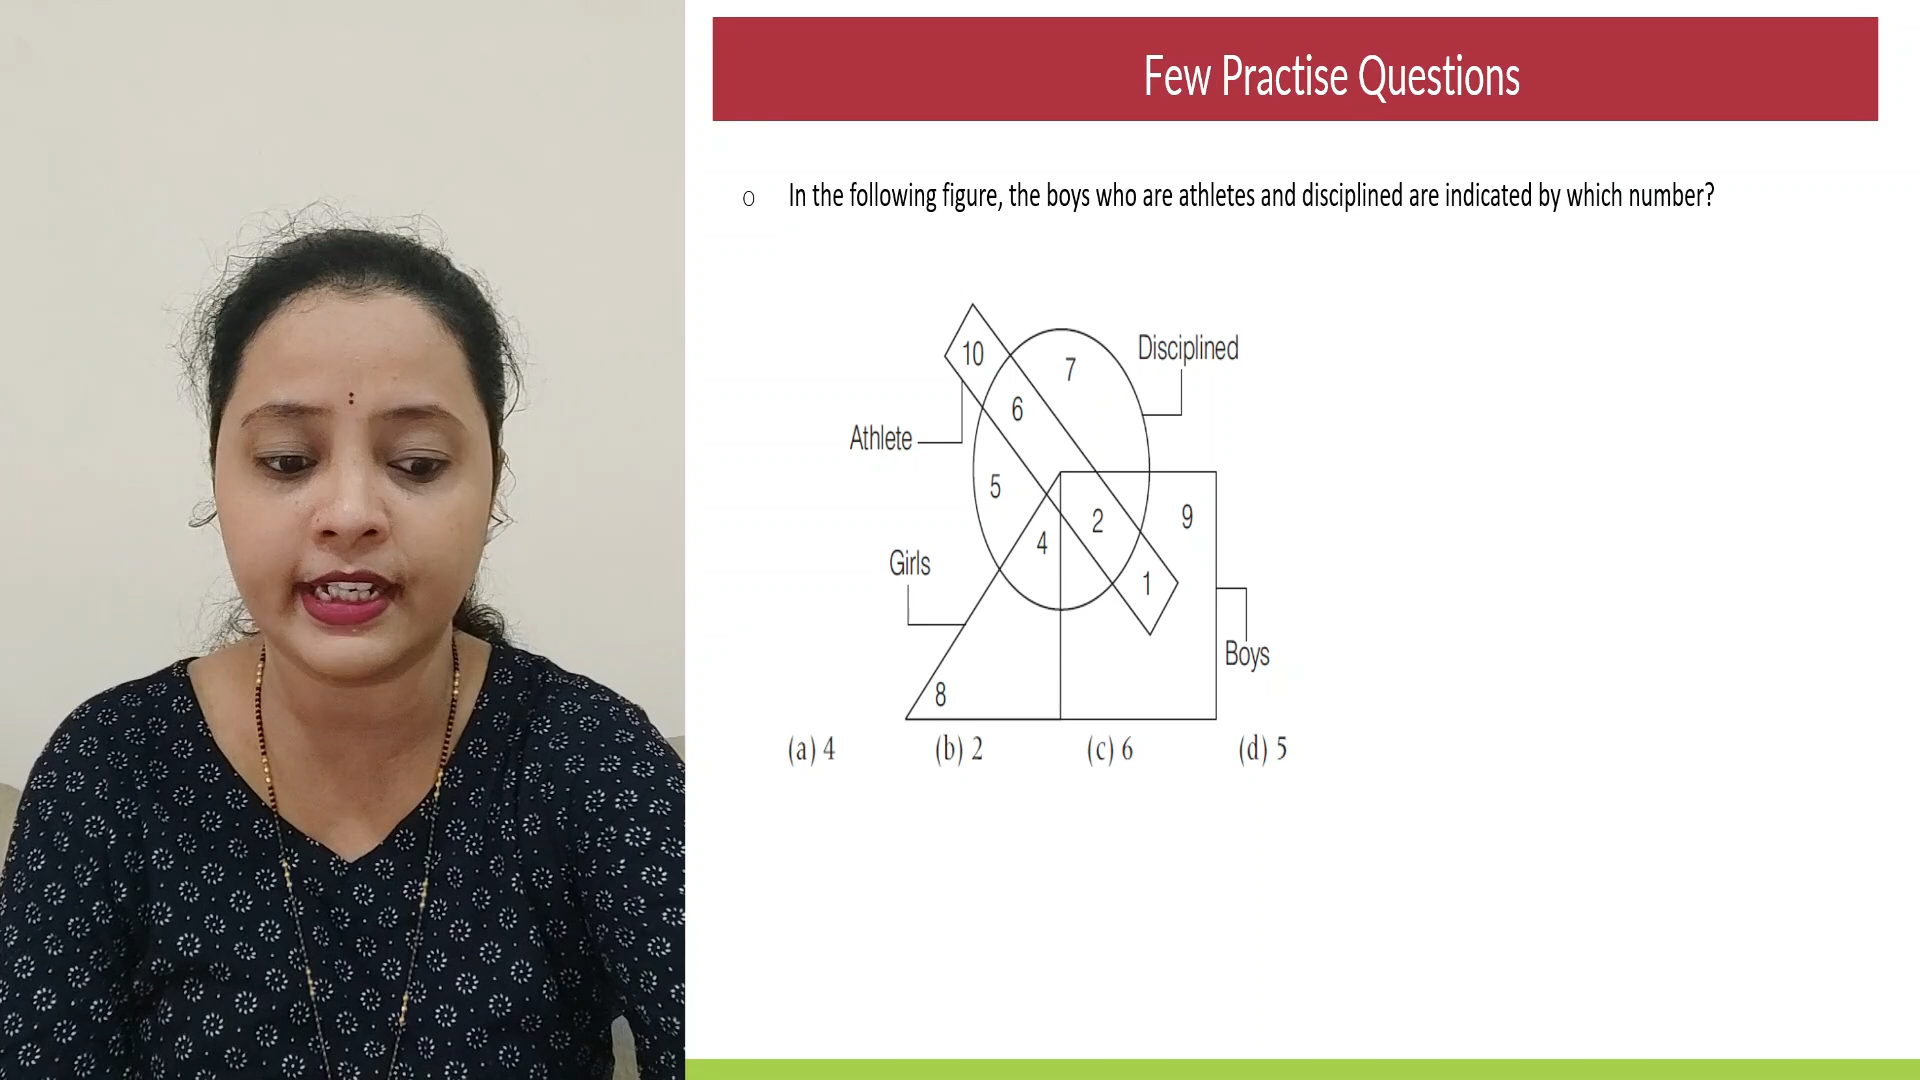 Few Practise Questions
o In the following figure, the boys who are athletes and disciplined are indicated by which number?
Disciplined
10
7
6
Athlete
5
2
9
4
Girls
1
Boys
8
(a) 4 (b) 2 (c) 6 (d) 5